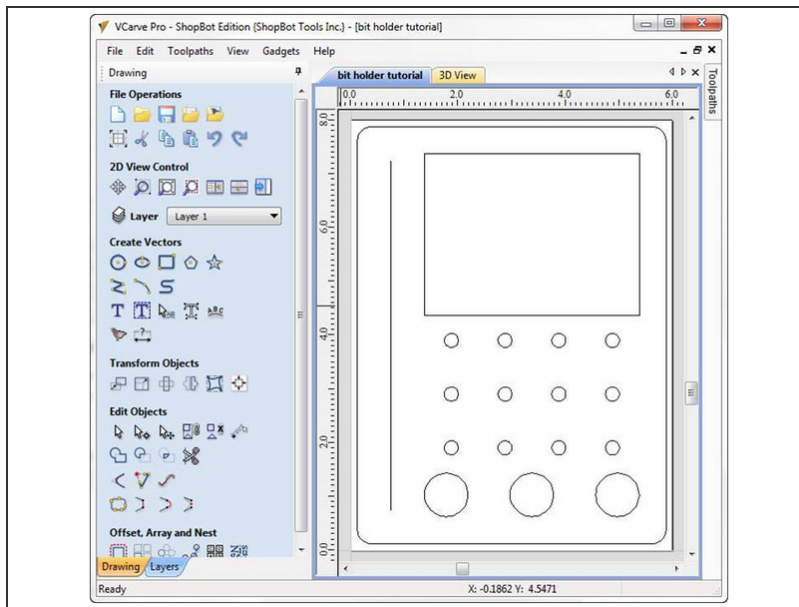 VCarve Pro - ShopBot Edition {ShopBot Tools Inc.} - [bit holder tutorial]
File Edit Toolpaths View Gadgets Help
Drawing
bit holder tutorial 3D View
Toolpaths
File Operations
0.0 2.0 4.0 6.0
8.0
2D View Control
Layer Layer 1
6.0
Create Vectors
4.0
Transform Objects
Edit Objects
2.0
Offset, Array and Nest
0.0
Drawing Layers
Ready X: -0.1862 Y: 4.5471